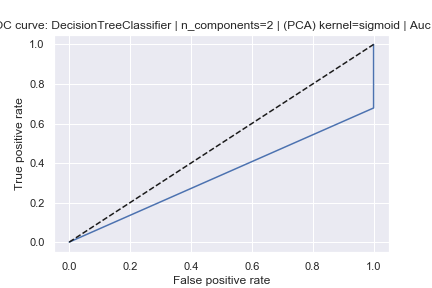 OC curve: DecisionTreeClassifier | n_components=2 | (PCA) kernel=sigmoid | Auc
1.0
0.8
0.6
0.4
0.2
0.0
True positive rate
0.0 0.2 0.4 0.6 0.8 1.0
False positive rate